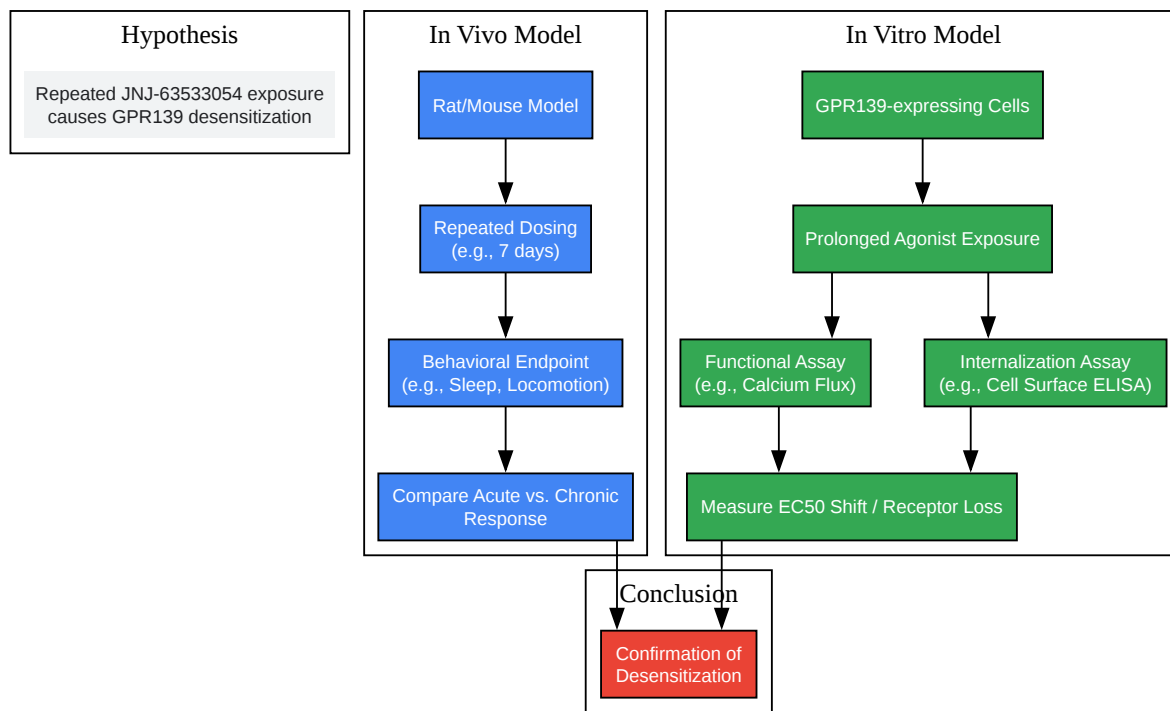 Hypothesis
Repeated JNJ-63533054 exposure
causes GPR139 desensitization
In Vivo Model
Rat/Mouse Model
Repeated Dosing
(e.g., 7 days)
Behavioral Endpoint
(e.g., Sleep, Locomotion)
Compare Acute vs. Chronic
Response
In Vitro Model
GPR139-expressing Cells
Prolonged Agonist Exposure
Functional Assay
(e.g., Calcium Flux)
Internalization Assay
(e.g., Cell Surface ELISA)
Measure EC50 Shift / Receptor Loss
Conclusion
Confirmation of
Desensitization